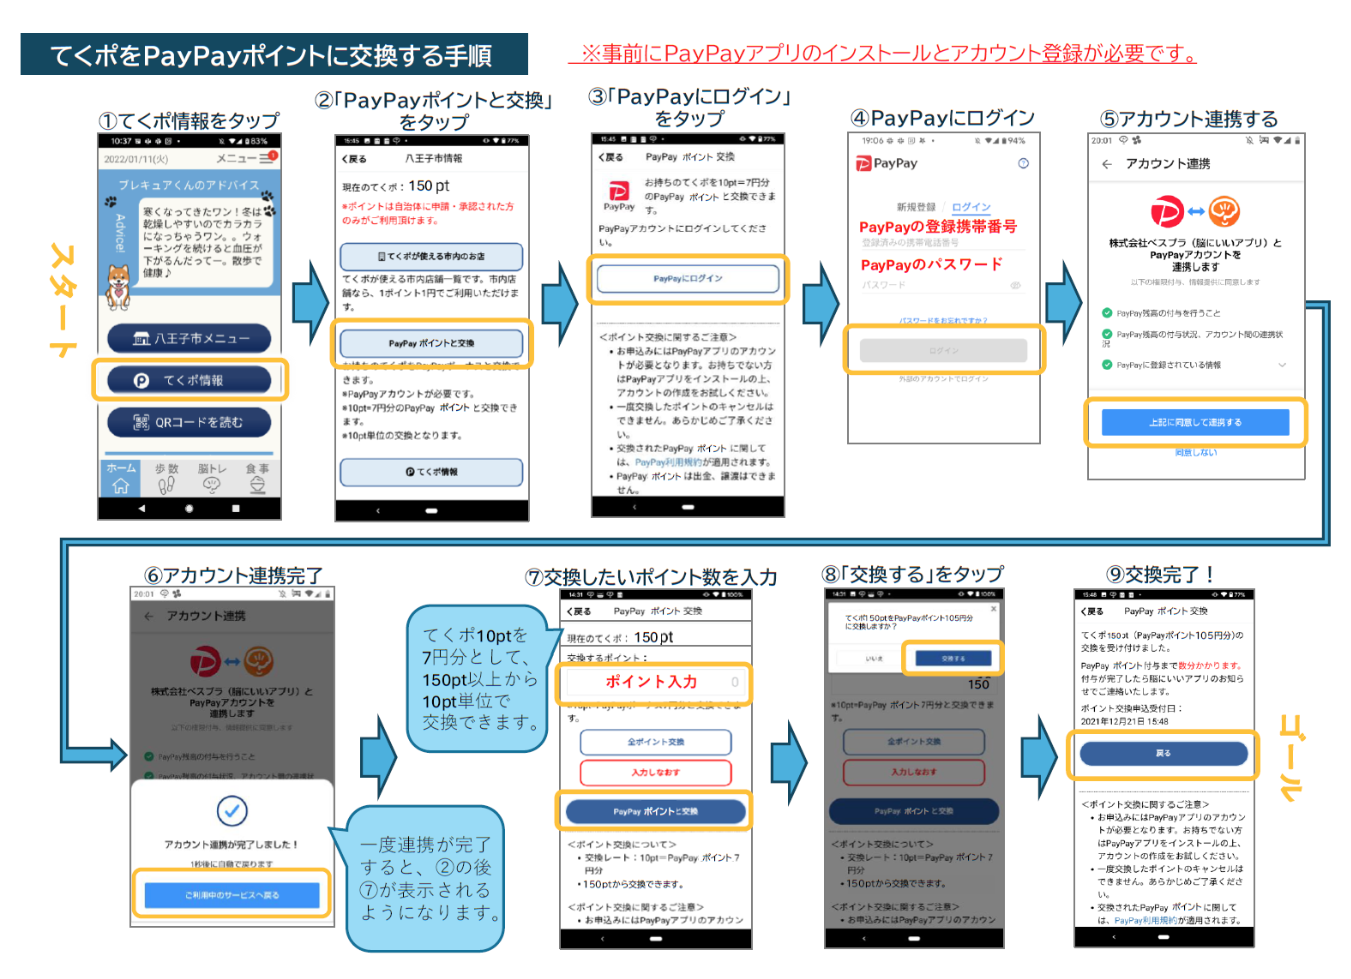 てくポをPayPayポイントに交換する手順
※事前にPayPayアプリのインストールとアカウント登録が必要です。
スタート
①てくポ情報をタップ
10:37
83%
2022/01/11(火)
メニュー
1
ブレキュアくんのアドバイス
Advice!
寒くなってきたワン！冬は
乾燥しやすいのでカラカラ
になっちゃうワン。。ウォ
ーキングを続けると血圧が
下がるんだって―。散歩で
健康♪
八王子市メニュー
てくポ情報
QRコードを読む
ホーム
歩数
脳トレ
食事
②「PayPayポイントと交換」
をタップ
15:45
77%
戻る
八王子市情報
現在のてくポ：150 pt
※ポイントは自治体に申請・承認された方
のみがご利用頂けます。
てくポが使える市内のお店
てくポが使える市内店舗一覧です。市内店
舗なら、1ポイント1円でご利用いただけま
す。
PayPay ポイントと交換
お持ちのてくポをPayPayボーナスと交換で
きます。
※PayPayアカウントが必要です。
※10pt=7円分のPayPay ポイントと交換でき
ます。
※10pt単位の交換となります。
てくポ情報
③「PayPayにログイン」
をタップ
15:45
77%
戻る
PayPay ポイント 交換
PayPay
お持ちのてくポを10pt=7円分
のPayPay ポイントと交換できま
す。
PayPayアカウントにログインしてくださ
い。
PayPayにログイン
＜ポイント交換に関するご注意＞
• お申込みにはPayPayアプリのアカウン
トが必要となります。お持ちでない方
はPayPayアプリをインストールの上、
アカウントの作成をお試しください。
• 一度交換したポイントのキャンセルは
できません。あらかじめご了承くださ
い。
• 交換されたPayPay ポイント に関して
は、PayPay利用規約が適用されます。
• PayPay ポイントは出金、譲渡はできま
せん。
④PayPayにログイン
19:06
94%
PayPay
新規登録
ログイン
PayPayの登録携帯番号
登録済みの携帯電話番号
PayPayのパスワード
パスワード
パスワードをお忘れですか？
ログイン
外部のアカウントでログイン
⑤アカウント連携する
20:01
← アカウント連携
株式会社ベスプラ（脳にいいアプリ）と
PayPayアカウントを
連携します
以下の権限付与、情報提供に同意します
PayPay残高の付与を行うこと
PayPay残高の付与状況、アカウント間の連携状
況
PayPayに登録されている情報
上記に同意して連携する
同意しない
⑥アカウント連携完了
20:01
← アカウント連携
株式会社ベスプラ（脳にいいアプリ）と
PayPayアカウントを
連携します
以下の権限付与、情報提供に同意します
PayPay残高の付与を行うこと
PayPay残高の付与状況、アカウント間の連携状
アカウント連携が完了しました！
1秒後に自動で戻ります
ご利用中のサービスへ戻る
一度連携が完了
すると、②の後
⑦が表示される
ようになります。
⑦交換したいポイント数を入力
てくポ10ptを
7円分として、
150pt以上から
10pt単位で
交換できます。
14:31
100%
戻る
PayPay ポイント 交換
現在のてくポ：150pt
交換するポイント：
ポイント入力
0
※10pt=PayPayボーナス7円分と交換できま
す。
全ポイント交換
入力しなおす
PayPay ポイントと交換
＜ポイント交換について＞
• 交換レート：10pt＝PayPay ポイント 7
円分
• 150ptから交換できます。
＜ポイント交換に関するご注意＞
• お申込みにはPayPayアプリのアカウン
⑧「交換する」をタップ
14:31
100%
×
てくポ150ptをPayPayポイント105円分
に交換しますか？
いいえ
交換する
150
※10pt=PayPay ポイント7円分と交換できま
す。
全ポイント交換
入力しなおす
PayPay ポイントと交換
＜ポイント交換について＞
• 交換レート：10pt＝PayPay ポイント 7
円分
• 150ptから交換できます。
＜ポイント交換に関するご注意＞
• お申込みにはPayPayアプリのアカウン
⑨交換完了！
15:48
77%
戻る
PayPay ポイント 交換
てくポ150pt（PayPayポイント105円分)の
交換を受け付けました。
PayPay ポイント付与まで数分かかります。
付与が完了したら脳にいいアプリのお知ら
せでご連絡いたします。
ポイント交換申込受付日：
2021年12月21日 15:48
戻る
＜ポイント交換に関するご注意＞
• お申込みにはPayPayアプリのアカウン
トが必要となります。お持ちでない方
はPayPayアプリをインストールの上、
アカウントの作成をお試しください。
• 一度交換したポイントのキャンセルは
できません。あらかじめご了承くださ
い。
• 交換されたPayPay ポイントに関して
は、PayPay利用規約が適用されます。
ゴール